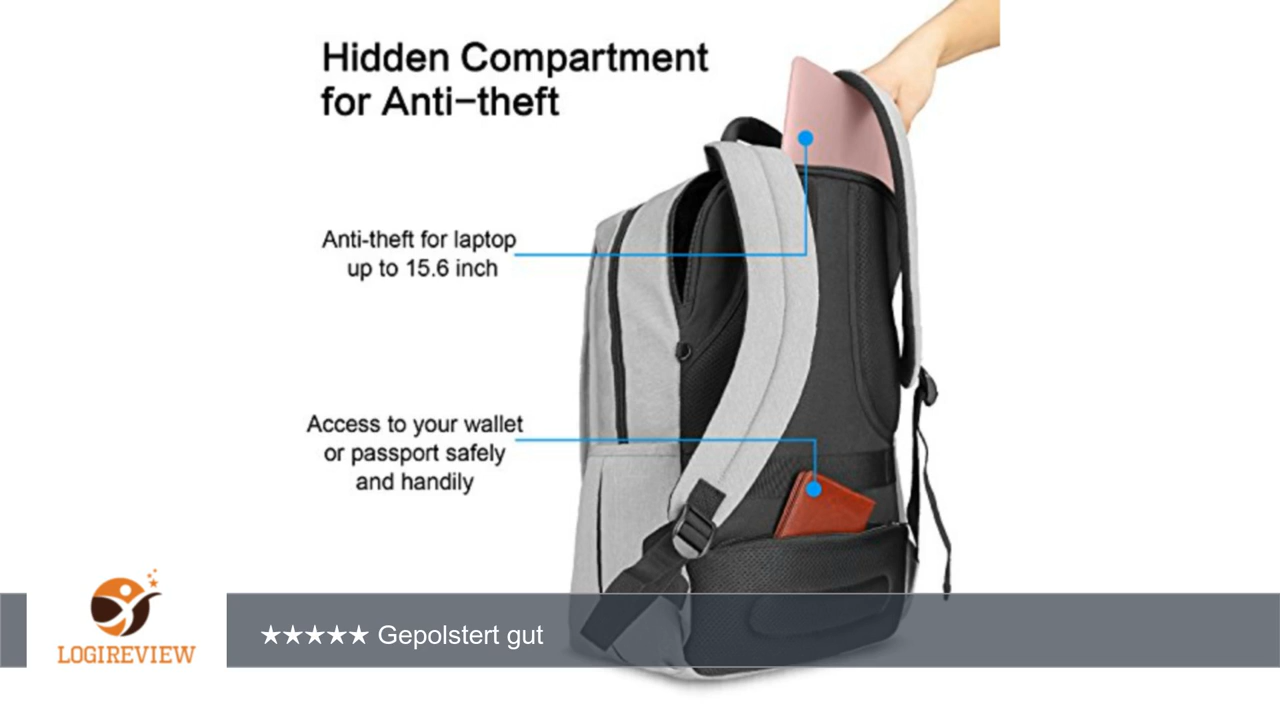 Hidden Compartment
for Anti-theft
Anti-theft for laptop
up to 15.6 inch
Access to your wallet
or passport safely
and handily
★★★★★ Gepolstert gut
LOGIREVIEW